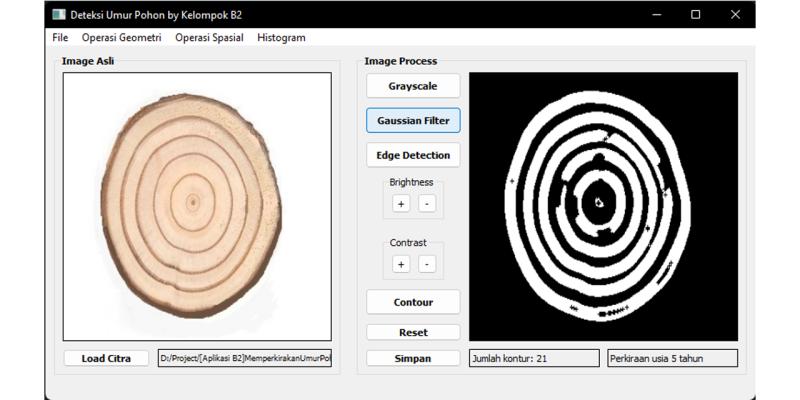 Deteksi Umur Pohon by Kelompok B2
File Operasi Geometri Operasi Spasial Histogram
Image Asli
Image Process
Grayscale
Gaussian Filter
Edge Detection
Brightness
+ -
Contrast
+ -
Contour
Reset
Load Citra
D:/Project/[Aplikasi B2]MemperkirakanUmurPol
Simpan
Jumlah kontur: 21
Perkiraan usia 5 tahun